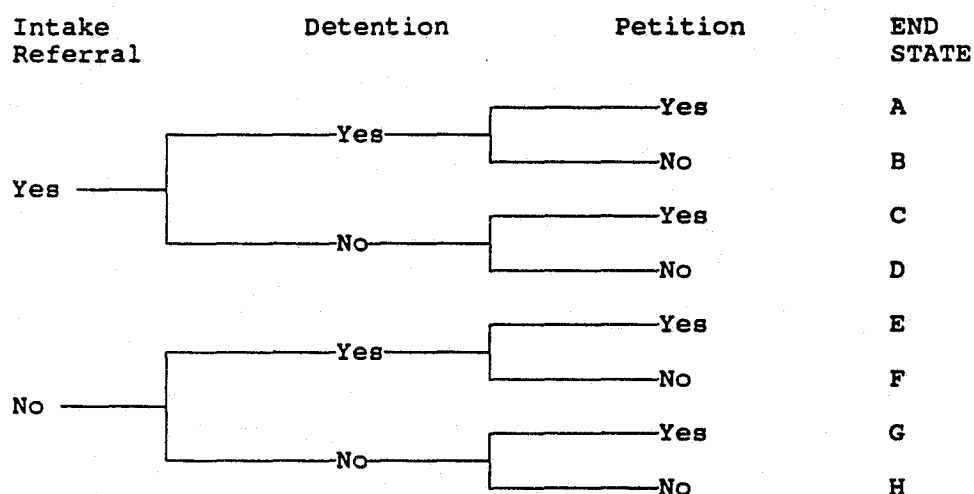 Intake Detention Petition END
Referral STATE
Yes A
Yes
No B
Yes
Yes C
No
No D
Yes E
Yes
No F
No
Yes G
No
No H